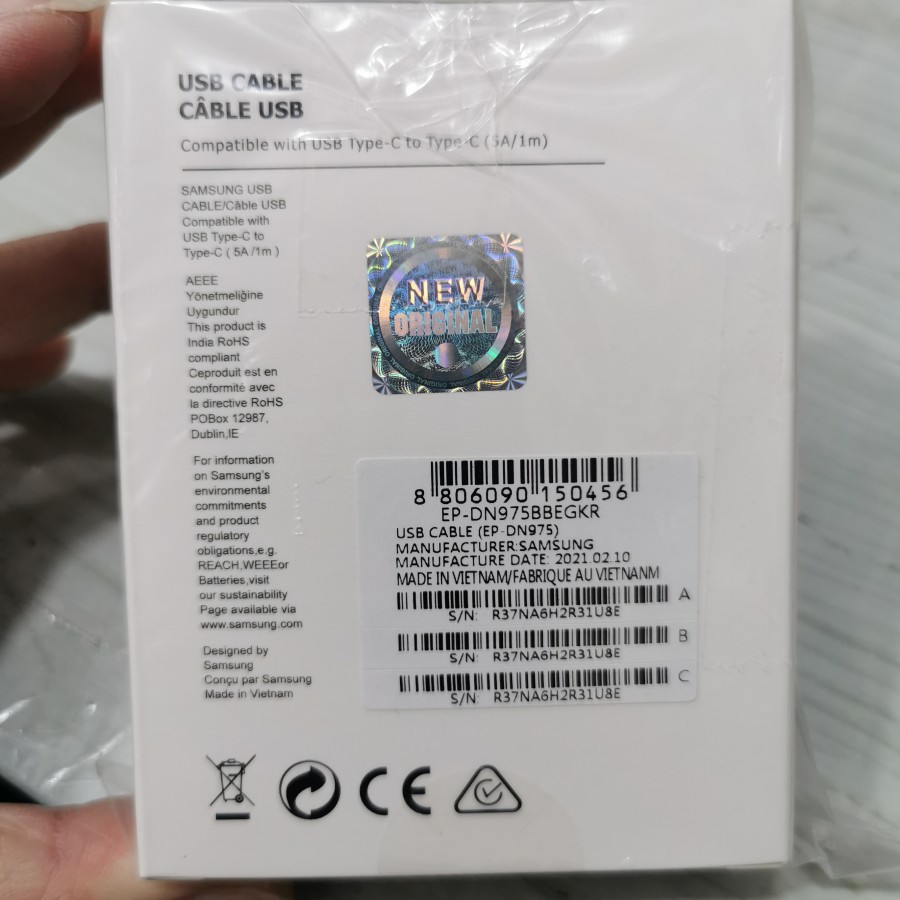 USB CABLE
CÂBLE USB
Compatible with USB Type-C to Type-C (5A/1m)
SAMSUNG USB
CABLE/Câble USB
Compatible with
USB Type-C to
Type-C ( 5A /1m )
AEEE
Yönetmeliğine
Uygundur
This product is
India RoHS
compliant
Ceproduit est en
conformité avec
la directive RoHS
POBox 12987,
Dublin,IE
For information
on Samsung's
environmental
commitments
and product
regulatory
obligations,e.g.
REACH,WEEEor
Batteries,visit
our sustainability
Page available via
www.samsung.com
Designed by
Samsung
Conçu par Samsung
Made in Vietnam
NEW
ORIGINAL
8 806090 150456
EP-DN975BBEGKR
USB CABLE (EP-DN975)
MANUFACTURER:SAMSUNG
MANUFACTURE DATE: 2021.02.10
MADE IN VIETNAM/FABRIQUE AU VIETNANM
A
S/N: R37NA6H2R31U8E
B
S/N: R37NA6H2R31U8E
C
S/N: R37NA6H2R31U8E
CE